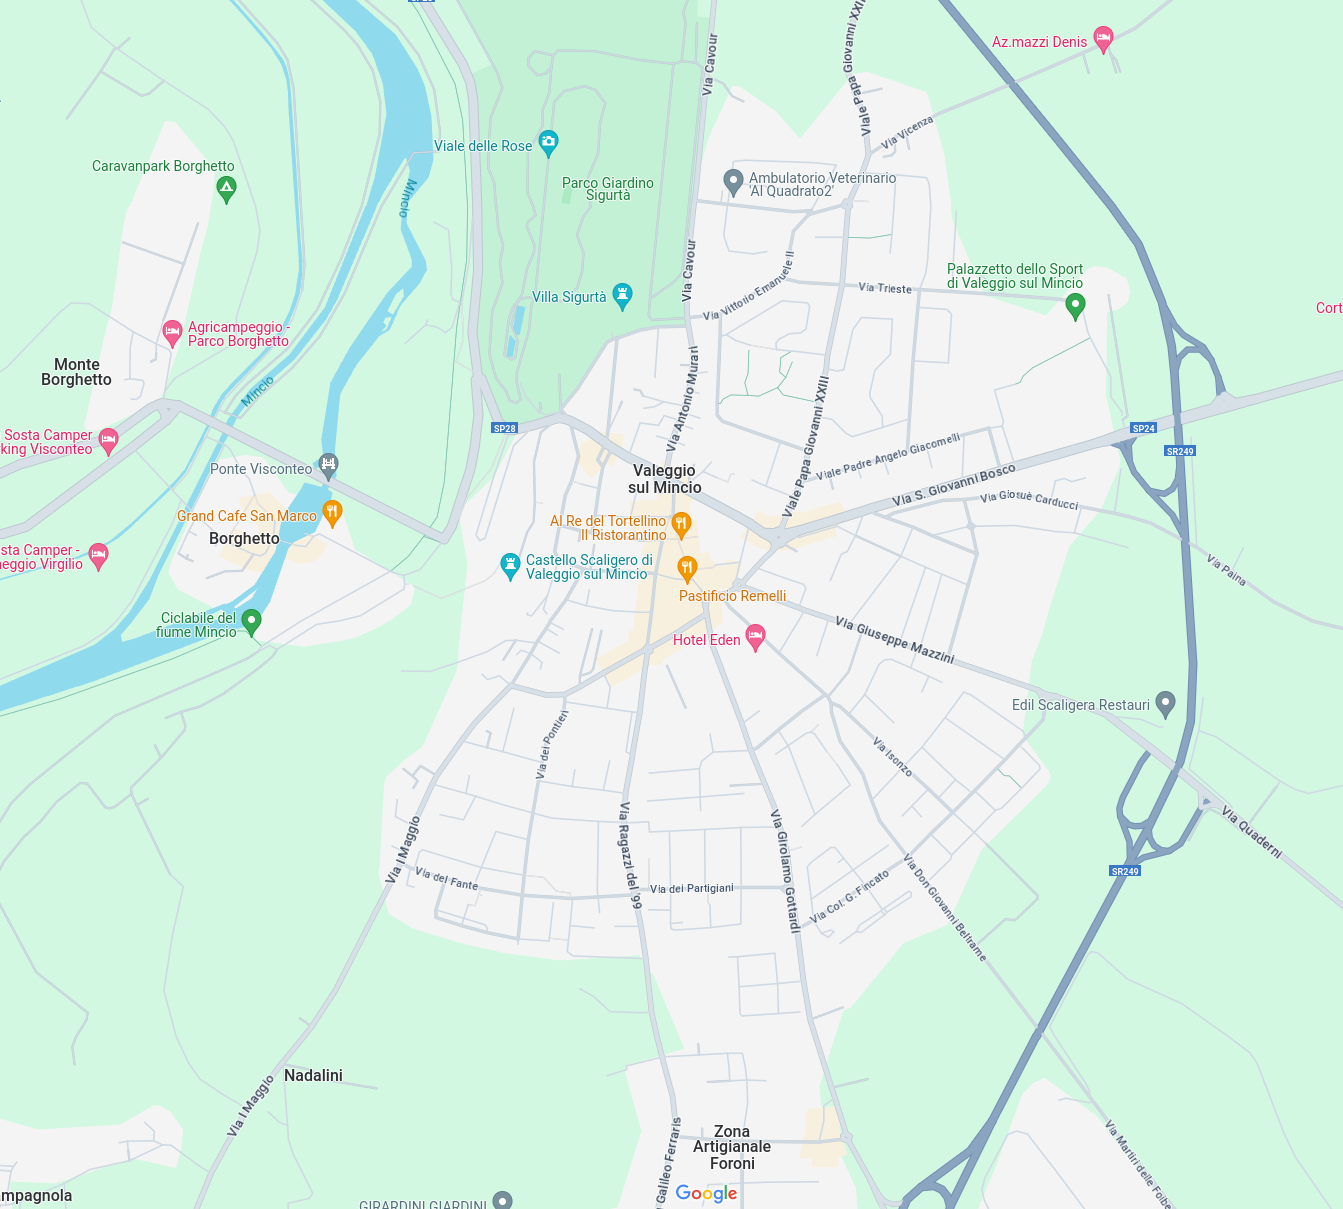 Via Cavour
Viale Papa Giovanni XXIII
Az.mazzi Denis
Via Vicenza
Viale delle Rose
Caravanpark Borghetto
Mincio
Parco Giardino
Sigurtà
Ambulatorio Veterinario
'Al Quadrato2'
Via Cavour
Via Vittorio Emanuele II
Via Trieste
Palazzetto dello Sport
di Valeggio sul Mincio
Villa Sigurtà
Cort
Agricampeggio -
Parco Borghetto
Monte
Borghetto
Mincio
Via Antonio Murari
Viale Papa Giovanni XXIII
SP28
SP24
SR249
Sosta Camper
king Visconteo
Ponte Visconteo
Valeggio
sul Mincio
Viale Padre Angelo Giacomelli
Via S. Giovanni Bosco
Via Giosuè Carducci
Grand Cafe San Marco
Borghetto
Al Re del Tortellino
Il Ristorantino
sta Camper -
eggio Virgilio
Castello Scaligero di
Valeggio sul Mincio
Via Paina
Pastificio Remelli
Ciclabile del
fiume Mincio
Hotel Eden
Via Giuseppe Mazzini
Edil Scaligera Restauri
Via dei Pontieri
Via Isonzo
Via I Maggio
Via Ragazzi del '99
Via Girolamo Gottardi
Via Quaderni
Via del Fante
Via dei Partigiani
Via Col. G. Fincato
Via Don Giovanni Beltrame
SR249
Nadalini
Via I Maggio
Zona
Artigianale
Foroni
Galileo Ferraris
Via Martiri delle Foibe
mpagnola
GIRARDINI GIARDINI
Google